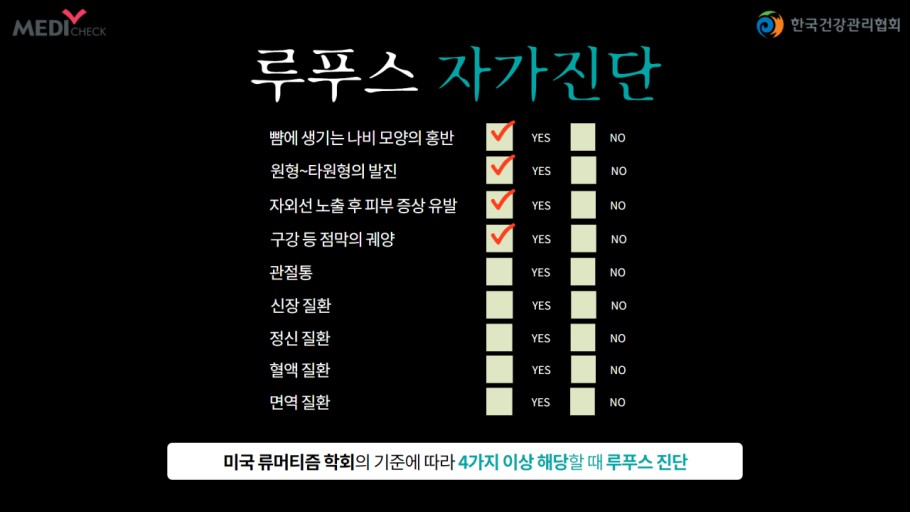 MEDICHECK
한국건강관리협회
루푸스 자가진단
뺨에 생기는 나비 모양의 홍반 YES NO
원형~타원형의 발진 YES NO
자외선 노출 후 피부 증상 유발 YES NO
구강 등 점막의 궤양 YES NO
관절통 YES NO
신장 질환 YES NO
정신 질환 YES NO
혈액 질환 YES NO
면역 질환 YES NO
미국 류머티즘 학회의 기준에 따라 4가지 이상 해당할 때 루푸스 진단